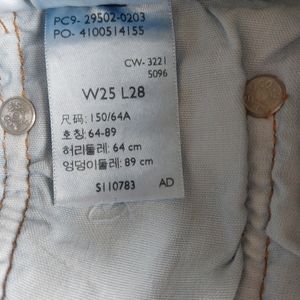 PC9- 29502-0203
PO- 4100514155
CW- 3221
5096
W25 L28
尺码: 150/64A
호칭: 64-89
허리둘레: 64 cm
엉덩이둘레: 89 cm
S110783 AD